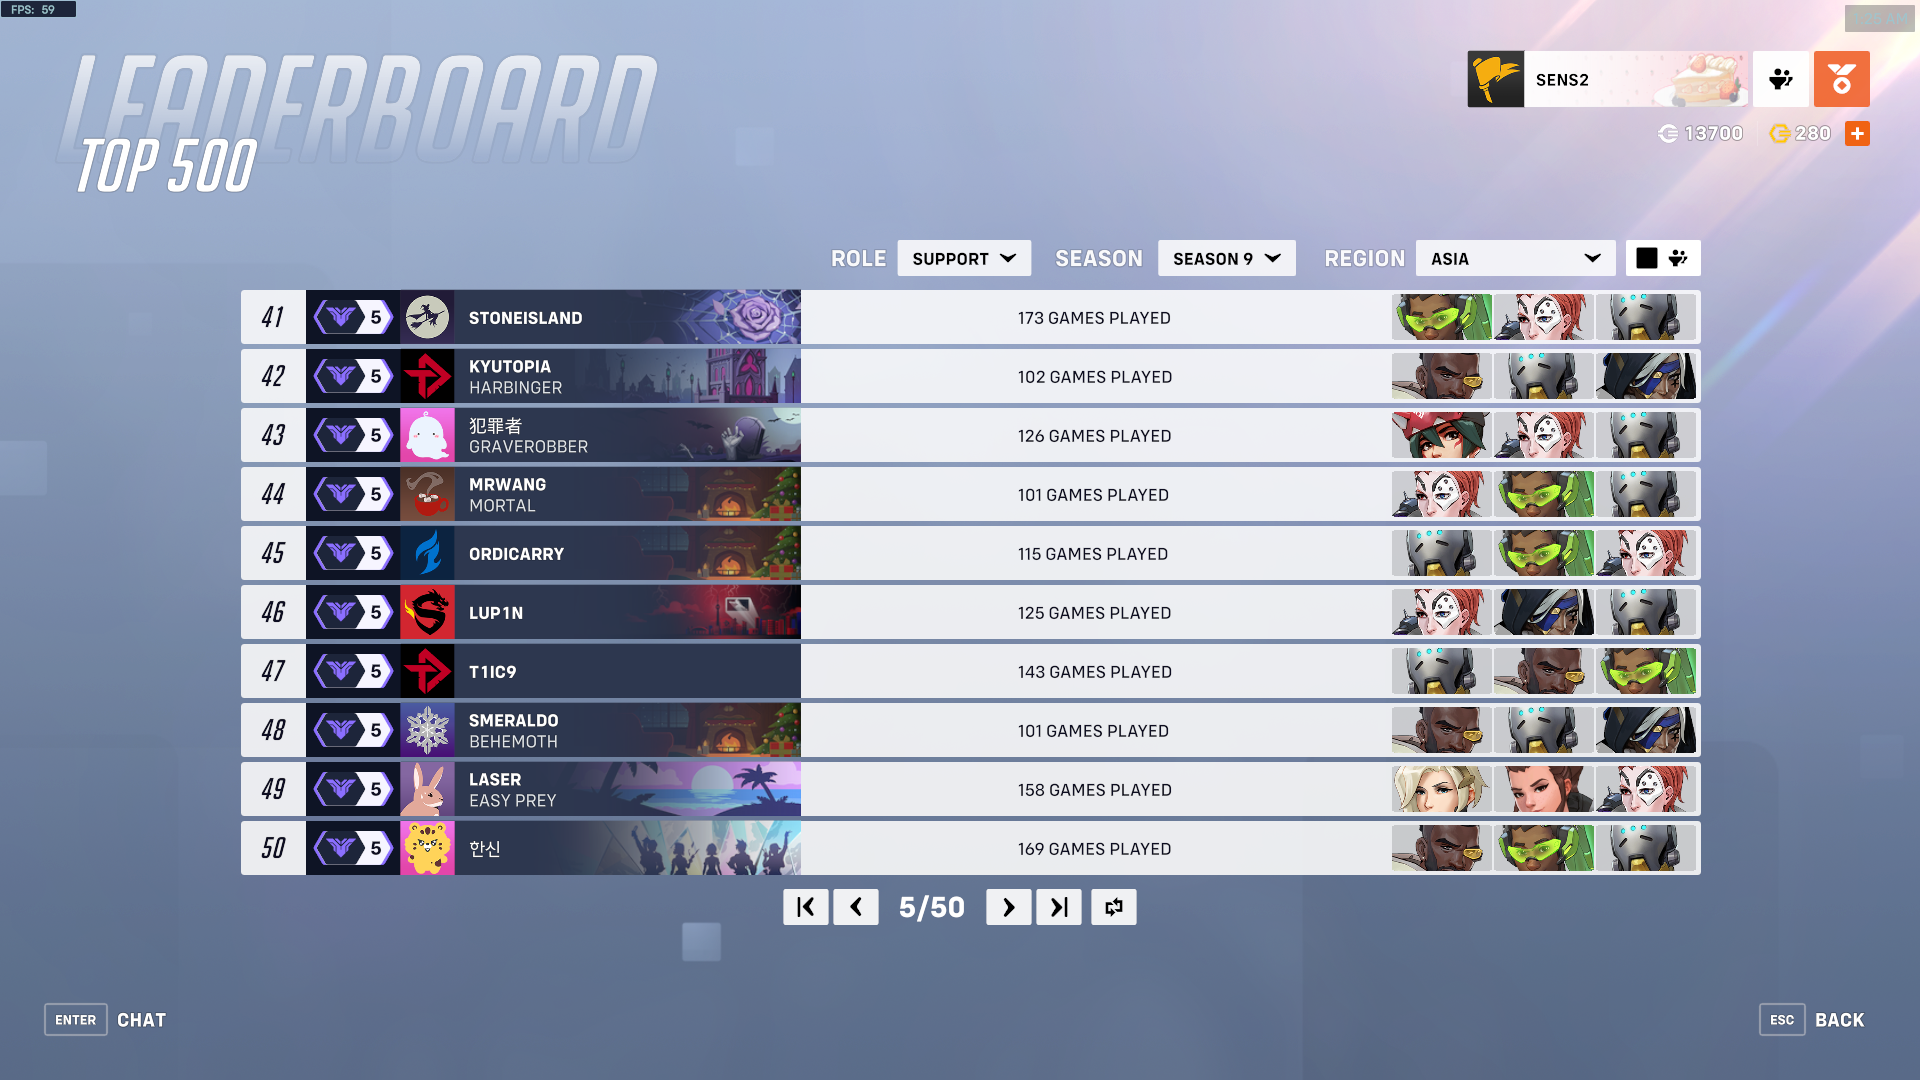 FPS: 59
LEADERBOARD
TOP 500
SENS2
13700
280
ROLE SUPPORT SEASON SEASON 9 REGION ASIA
41 5 STONEISLAND 173 GAMES PLAYED
42 5 KYUTOPIA 102 GAMES PLAYED
HARBINGER
43 5 犯罪者 126 GAMES PLAYED
GRAVEROBBER
44 5 MRWANG 101 GAMES PLAYED
MORTAL
45 5 ORDICARRY 115 GAMES PLAYED
46 5 LUP1N 125 GAMES PLAYED
47 5 T1IC9 143 GAMES PLAYED
48 5 SMERALDO 101 GAMES PLAYED
BEHEMOTH
49 5 LASER 158 GAMES PLAYED
EASY PREY
50 5 한신 169 GAMES PLAYED
5/50
ENTER CHAT
ESC BACK